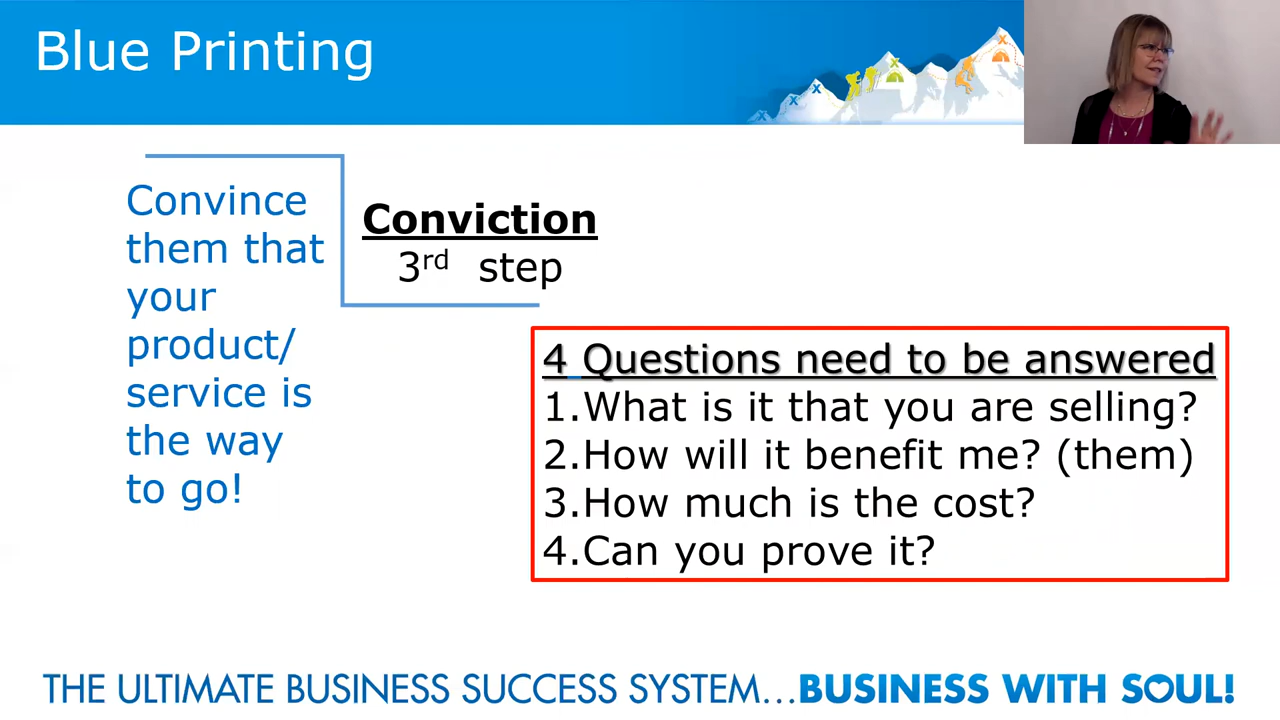 Blue Printing
Convince
them that
your
product/
service is
the way
to go!
Conviction
3rd step
4 Questions need to be answered
1.What is it that you are selling?
2.How will it benefit me? (them)
3.How much is the cost?
4.Can you prove it?
THE ULTIMATE BUSINESS SUCCESS SYSTEM...BUSINESS WITH SOUL!